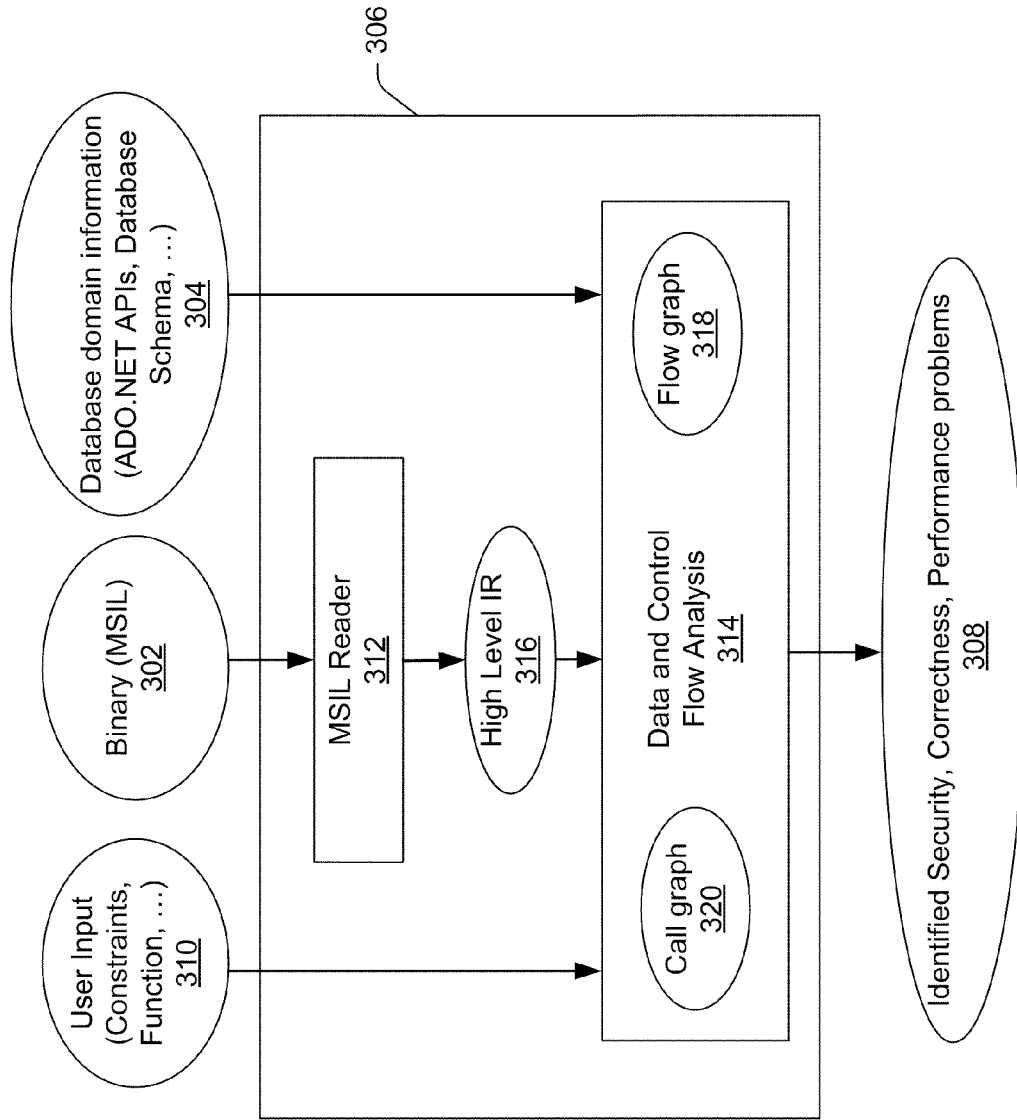 User Input
(Constraints,
Function, ...)
310
Binary (MSIL)
302
Database domain information
(ADO.NET APIs, Database
Schema, ...)
304
306
MSIL Reader
312
High Level IR
316
Call graph
320
Data and Control
Flow Analysis
314
Flow graph
318
Identified Security, Correctness, Performance problems
308